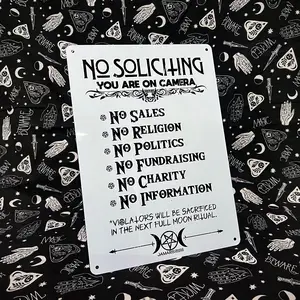 NO SOLICITING
YOU ARE ON CAMERA
NO SALES
NO RELIGION
NO POLITICS
NO FUNDRAISING
NO CHARITY
NO INFORMATION
*VIOLATORS WILL BE SACRIFICED
IN THE NEXT FULL MOON RITUAL.
BEWARE